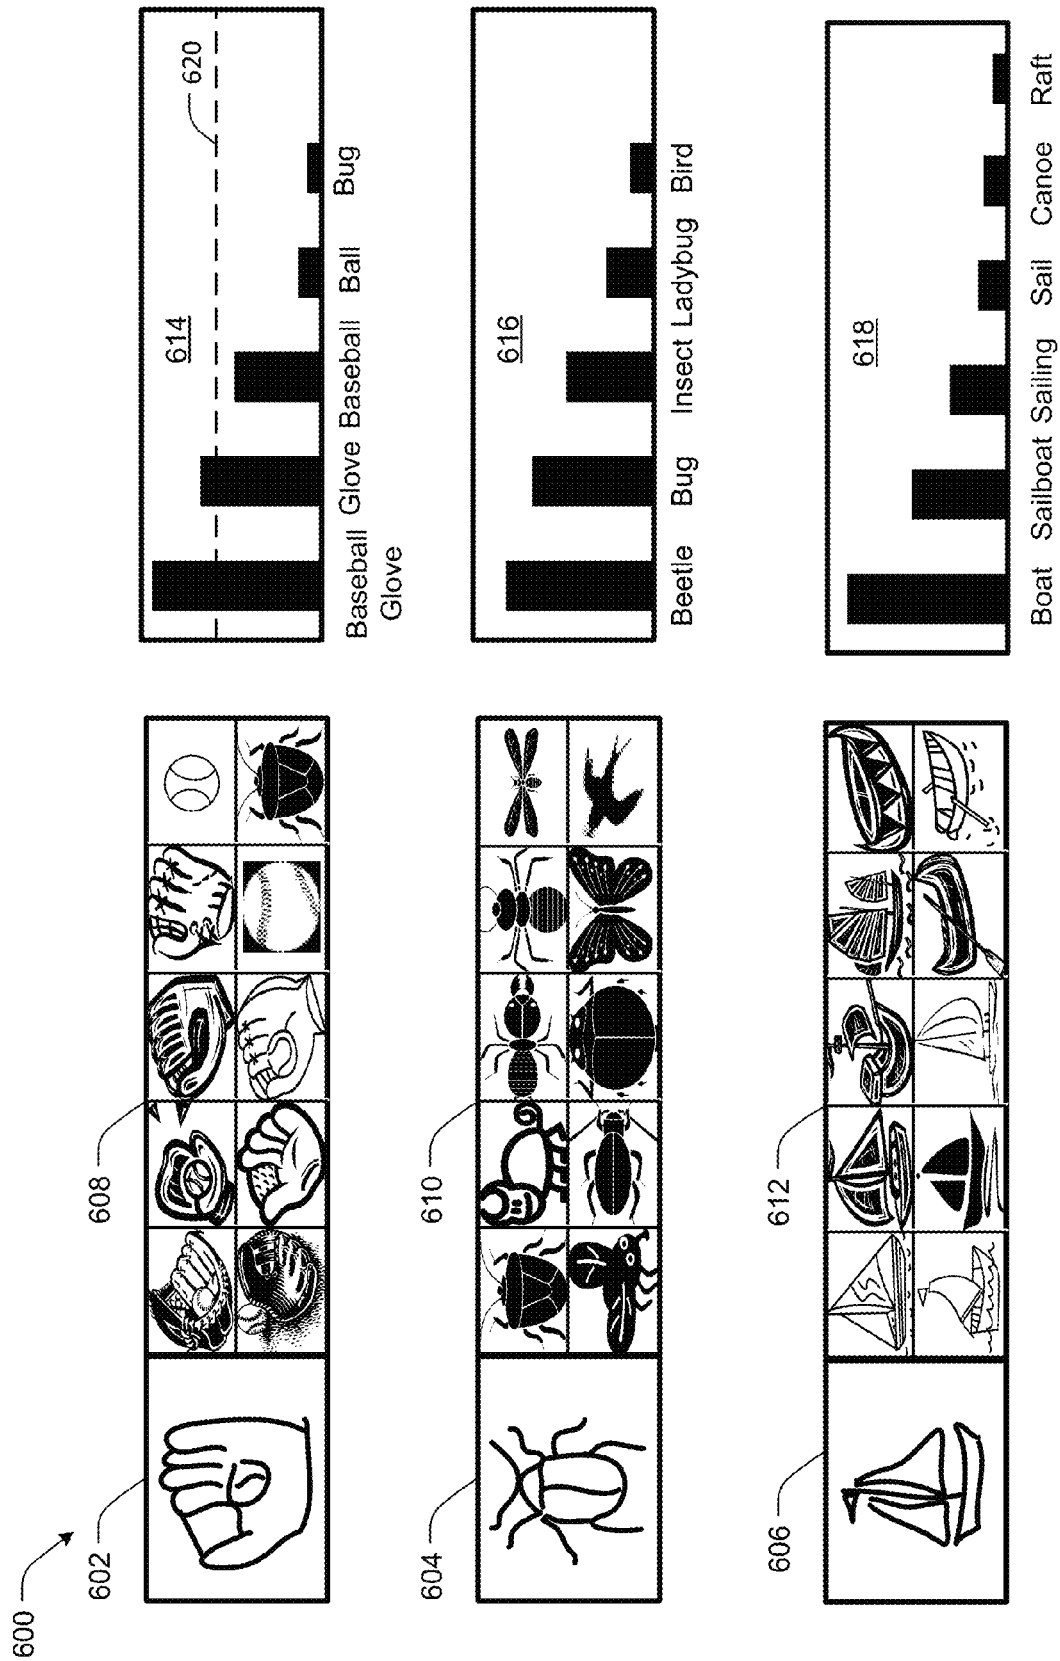 600
602
608
614
620
Baseball Glove Baseball Ball Bug
Glove
604
610
616
Beetle Bug Insect Ladybug Bird
606
612
618
Boat Sailboat Sailing Sail Canoe Raft